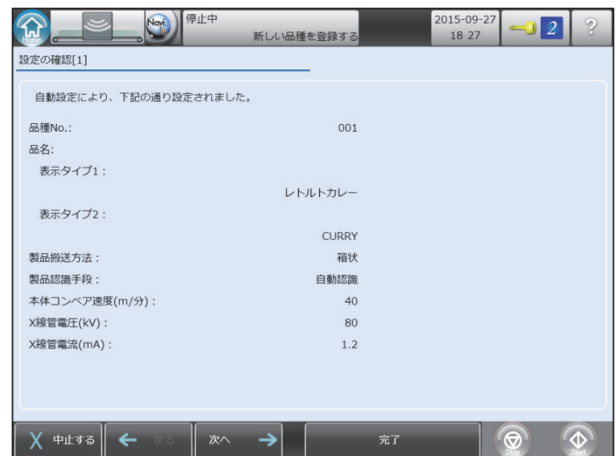 停止中
新しい品種を登録する
2015-09-27
18 27
Navi
2
?
Home
設定の確認[1]
自動設定により、下記の通り設定されました。
品種No.: 001
品名:
表示タイプ1：
レトルトカレー
表示タイプ2：
CURRY
製品搬送方法： 箱状
製品認識手段： 自動認識
本体コンベア速度(m/分)： 40
X線管電圧(kV)： 80
X線管電流(mA)： 1.2
中止する 戻る 次へ 完了
Stop Start